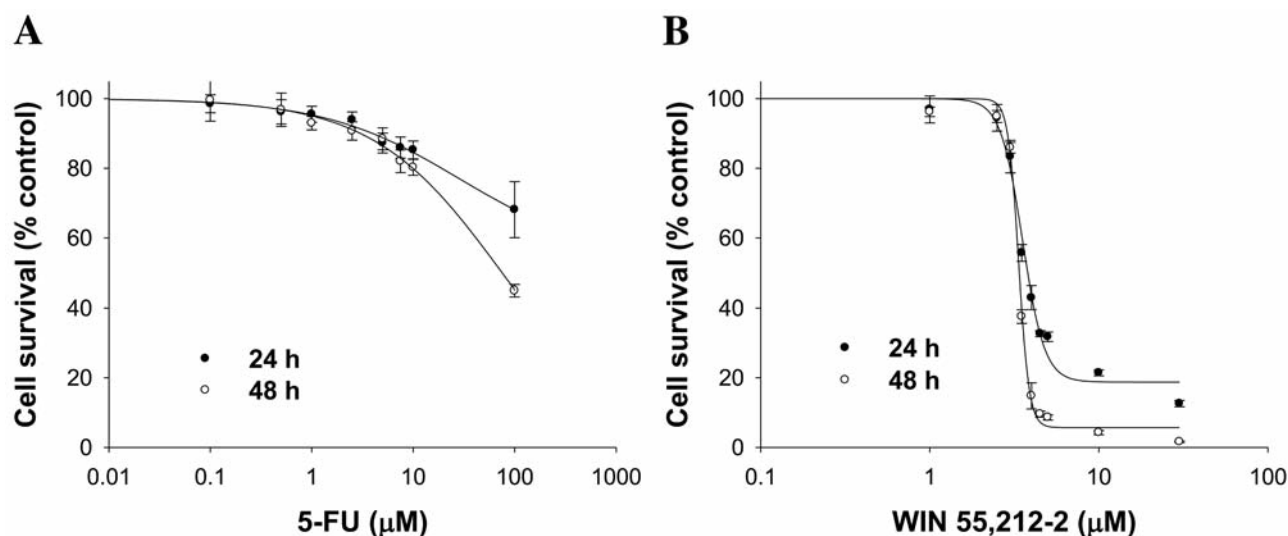 A
B
Cell survival (% control)
100
80
60
40
20
0
24 h
48 h
0.01
0.1
1
10
100
1000
5-FU (μM)
Cell survival (% control)
100
80
60
40
20
0
24 h
48 h
0.1
1
10
100
WIN 55,212-2 (μM)